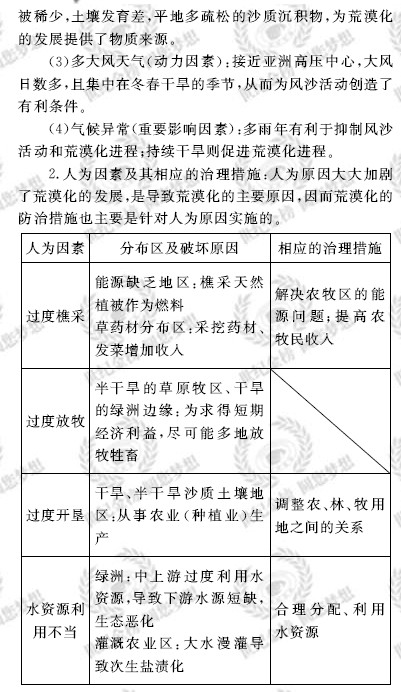 被稀少,土壤发育差,平地多疏松的沙质沉积物,为荒漠化
的发展提供了物质来源。
(3)多大风天气(动力因素):接近亚洲高压中心,大风
日数多,且集中在冬春干旱的季节,从而为风沙活动创造了
有利条件。
(4)气候异常(重要影响因素):多雨年有利于抑制风沙
活动和荒漠化进程;持续干旱则促进荒漠化进程。
2.人为因素及其相应的治理措施:人为原因大大加剧
了荒漠化的发展,是导致荒漠化的主要原因,因而荒漠化的
防治措施也主要是针对人为原因实施的。
人为因素 分布区及破坏原因 相应的治理措施
过度樵采
能源缺乏地区:樵采天然
植被作为燃料
草药材分布区:采挖药材、
发菜增加收入
解决农牧区的能
源问题;提高农
牧民收入
过度放牧
半干旱的草原牧区、干旱
的绿洲边缘:为求得短期
经济利益,尽可能多地放
牧牲畜
过度开垦
干旱、半干旱沙质土壤地
区:从事农业(种植业)生
产
调整农、林、牧用
地之间的关系
水资源利
用不当
绿洲:中上游过度利用水
资源,导致下游水源短缺,
生态恶化
灌溉农业区:大水漫灌导
致次生盐渍化
合理分配、利用
水资源